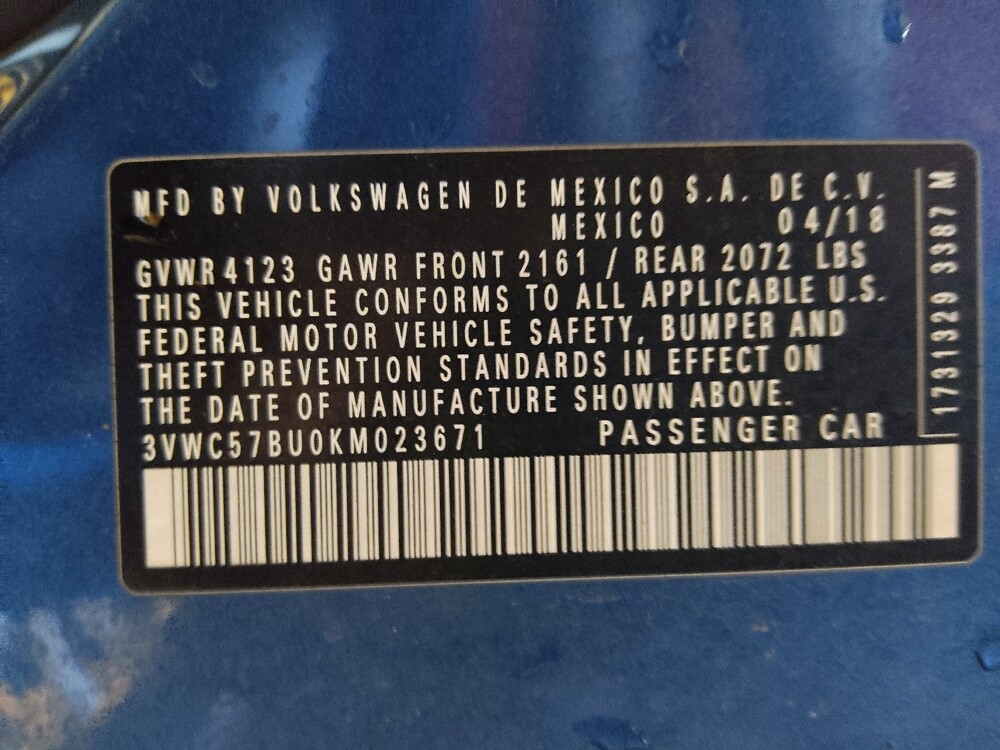 MFD BY VOLKSWAGEN DE MEXICO S.A. DE C.V.
MEXICO 04/18
GVWR 4123 GAWR FRONT 2161 / REAR 2072 LBS
THIS VEHICLE CONFORMS TO ALL APPLICABLE U.S.
FEDERAL MOTOR VEHICLE SAFETY, BUMPER AND
THEFT PREVENTION STANDARDS IN EFFECT ON
THE DATE OF MANUFACTURE SHOWN ABOVE.
3VWC57BU0KM023671 PASSENGER CAR
1731329 3387 M